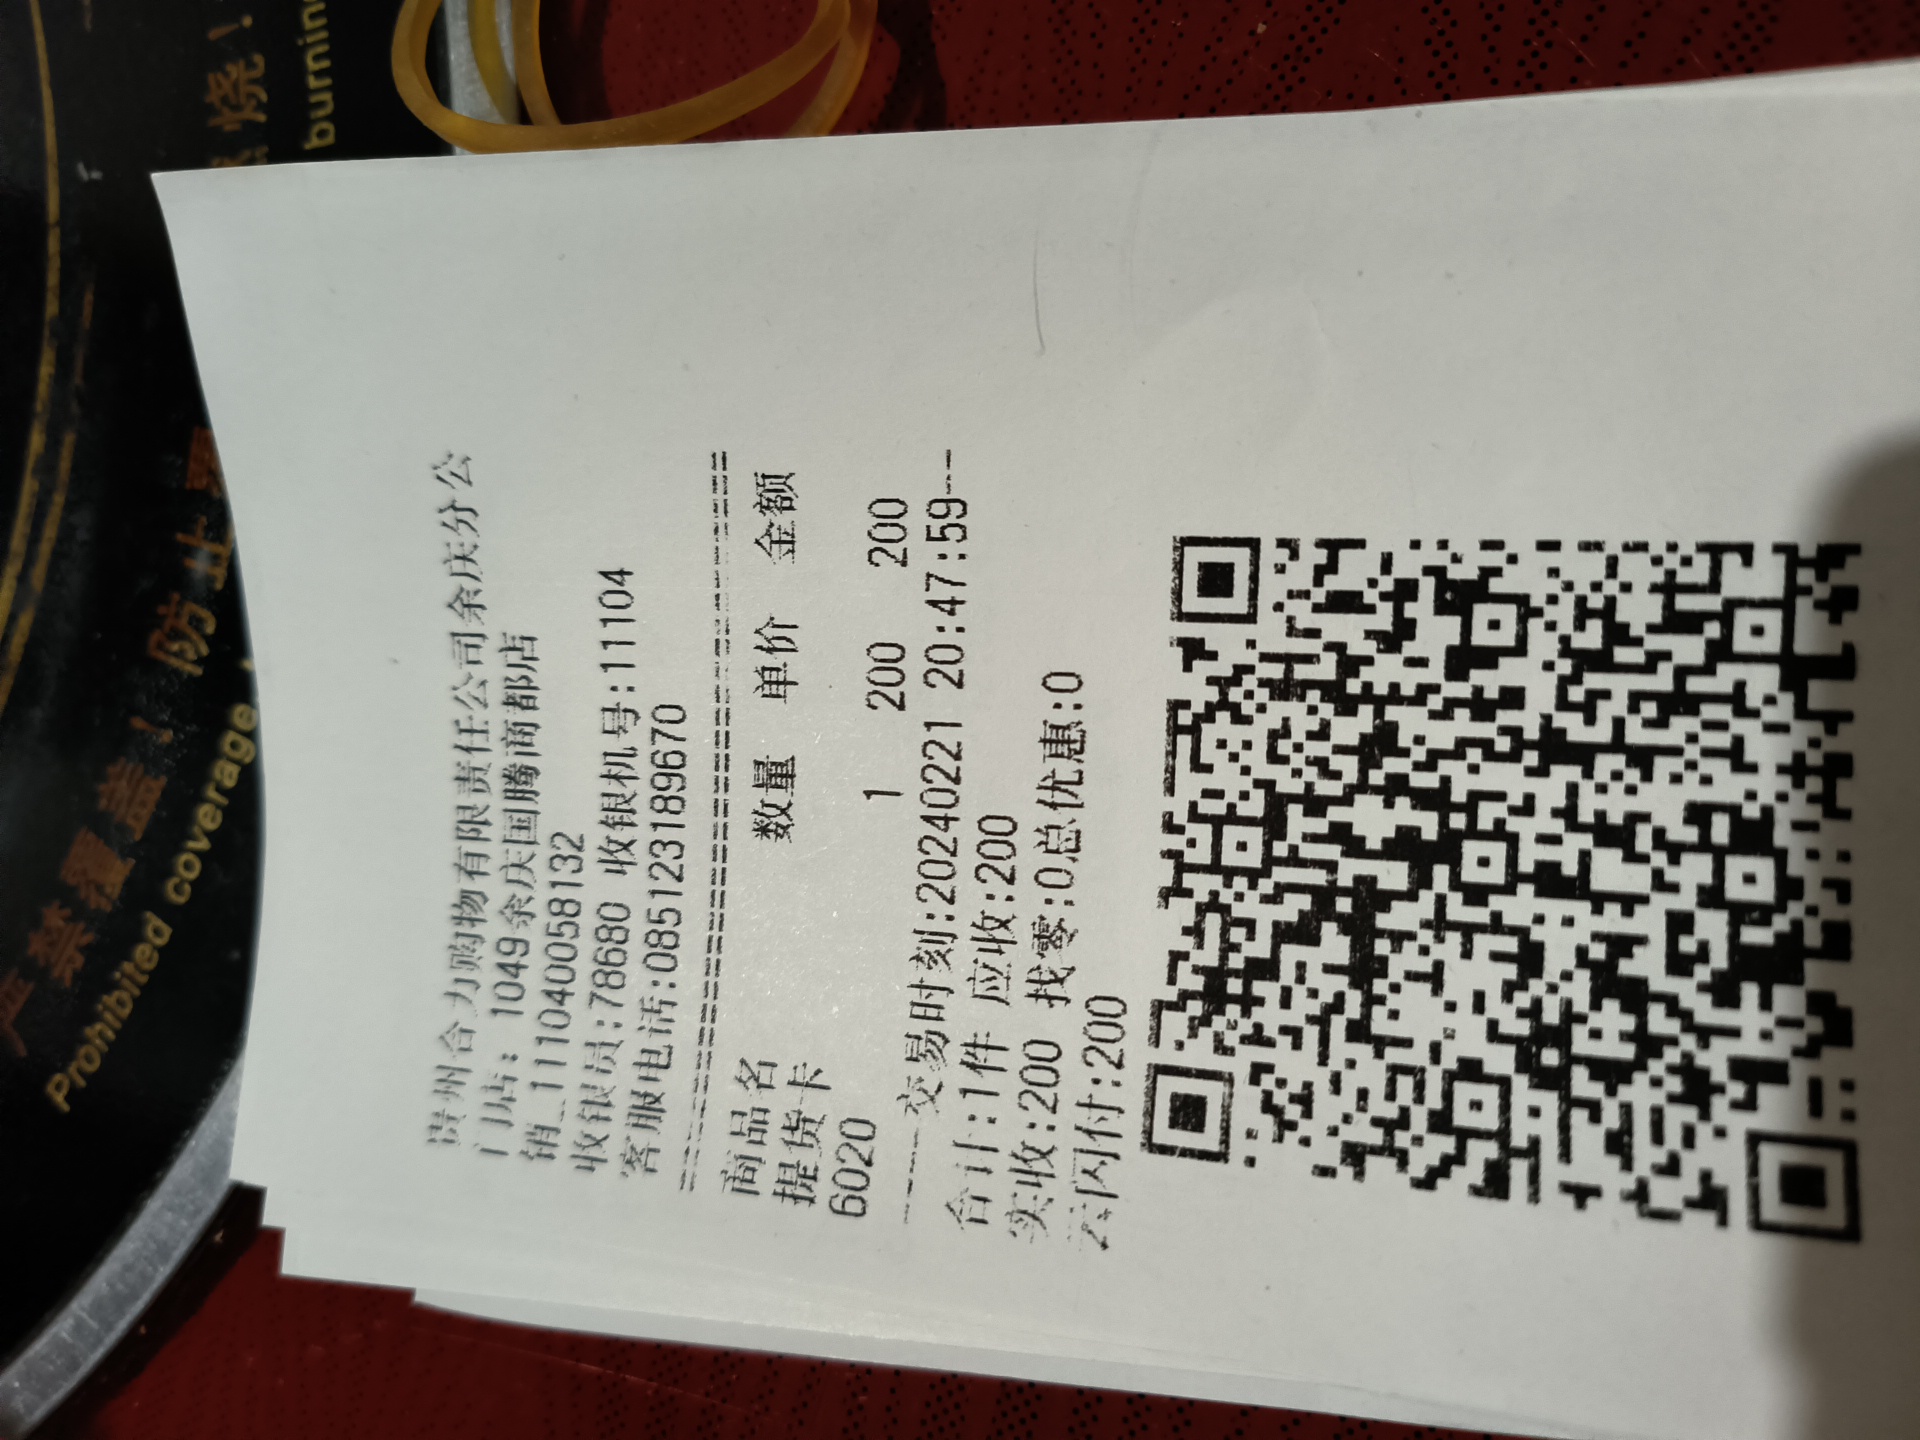 贵州合力购物有限责任公司余庆分公
门店: 1049余庆国腾商都店
销_111040058132
收银员:78680 收银机号:11104
客服电话:085123189670
==============================
商品名 数量 单价 金额
提货卡
6020 1 200 200
----交易时刻:20240221 20:47:59--
合计:1件 应收:200
实收:200 找零:0总优惠:0
云闪付:200
严禁覆盖!防止
Prohibited coverage
烧!
burning